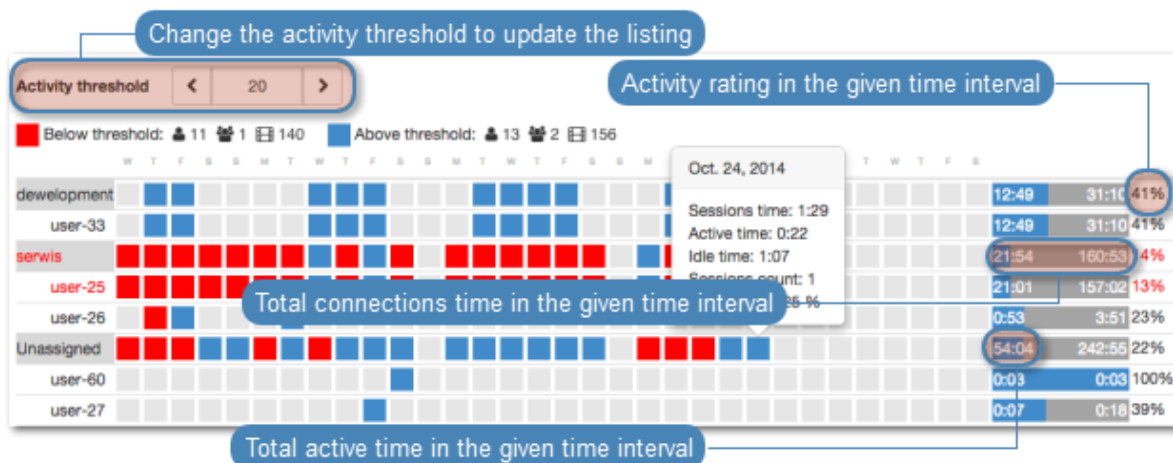 Change the activity threshold to update the listing
Activity threshold < 20 >
Activity rating in the given time interval
Below threshold: 11 1 140 Above threshold: 13 2 156
W T F S S M T W T F S S M T W T F S S M T W T F S
Oct. 24, 2014
Sessions time: 1:29
Active time: 0:22
Idle time: 1:07
Sessions count: 1
25 %
dewelopment 12:49 31:10 41%
user-33 12:49 31:10 41%
serwis 21:54 160:53 4%
user-25 21:01 157:02 13%
Total connections time in the given time interval
user-26 0:53 3:51 23%
Unassigned 54:04 242:55 22%
user-60 0:03 0:03 100%
user-27 0:07 0:18 39%
Total active time in the given time interval